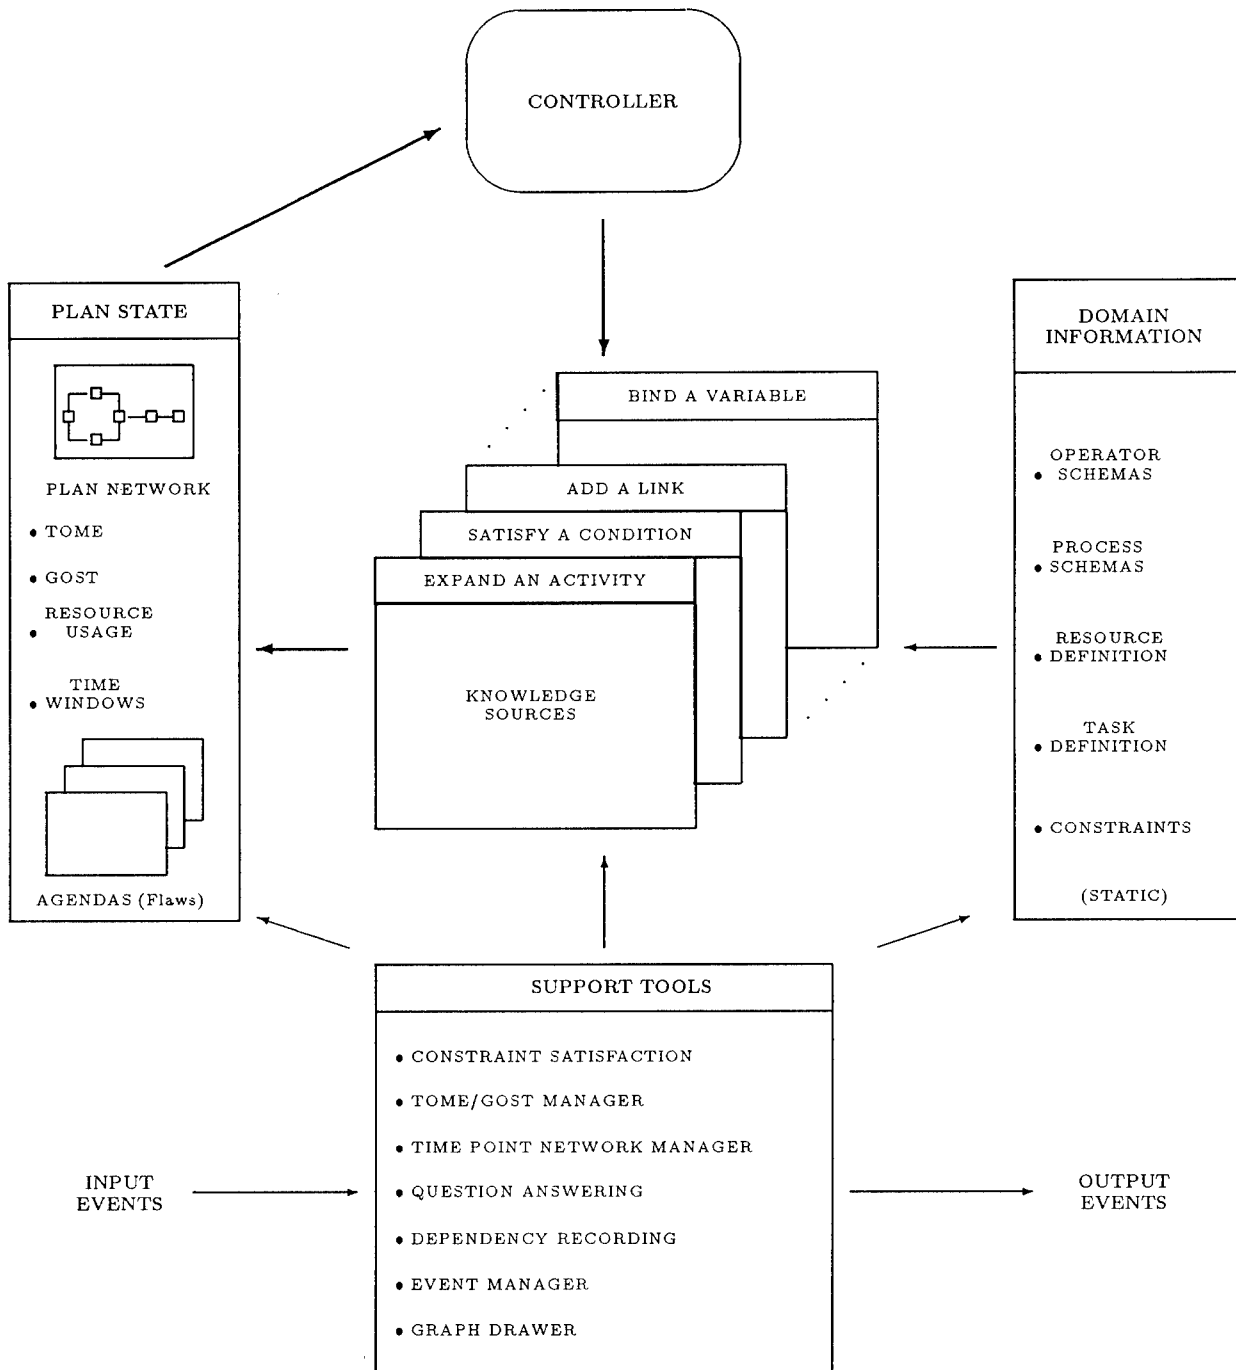 CONTROLLER
PLAN STATE
PLAN NETWORK
• TOME
• GOST
RESOURCE
• USAGE
TIME
• WINDOWS
AGENDAS (Flaws)
BIND A VARIABLE
ADD A LINK
SATISFY A CONDITION
EXPAND AN ACTIVITY
KNOWLEDGE
SOURCES
DOMAIN
INFORMATION
OPERATOR
• SCHEMAS
PROCESS
• SCHEMAS
RESOURCE
• DEFINITION
TASK
• DEFINITION
• CONSTRAINTS
(STATIC)
SUPPORT TOOLS
• CONSTRAINT SATISFACTION
• TOME/GOST MANAGER
• TIME POINT NETWORK MANAGER
• QUESTION ANSWERING
• DEPENDENCY RECORDING
• EVENT MANAGER
• GRAPH DRAWER
INPUT
EVENTS
OUTPUT
EVENTS